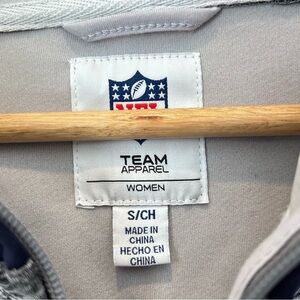 NFL
TEAM
APPAREL
WOMEN
S/CH
MADE IN
CHINA
HECHO EN
CHINA